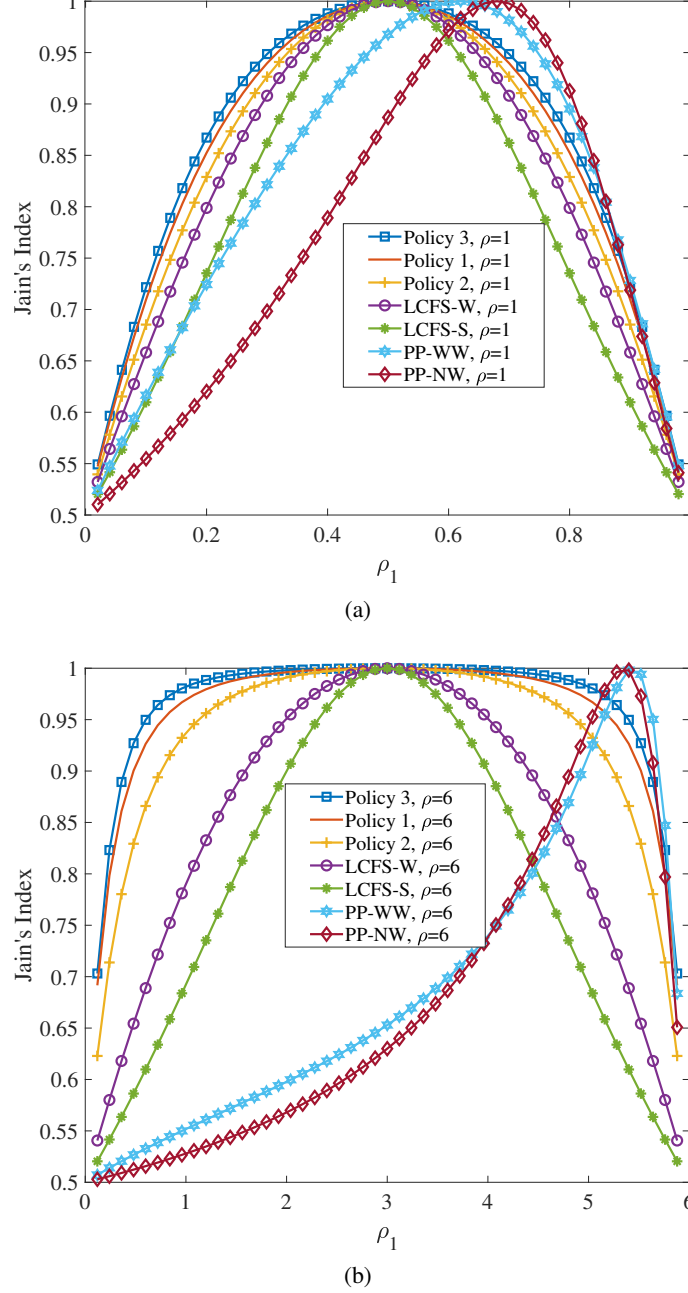 1
0.95
0.9
0.85
0.8
0.75
0.7
0.65
0.6
0.55
0.5
Jain's Index
Policy 3, ρ=1
Policy 1, ρ=1
Policy 2, ρ=1
LCFS-W, ρ=1
LCFS-S, ρ=1
PP-WW, ρ=1
PP-NW, ρ=1
0 0.2 0.4 0.6 0.8
ρ1
(a)
1
0.95
0.9
0.85
0.8
0.75
0.7
0.65
0.6
0.55
0.5
Jain's Index
Policy 3, ρ=6
Policy 1, ρ=6
Policy 2, ρ=6
LCFS-W, ρ=6
LCFS-S, ρ=6
PP-WW, ρ=6
PP-NW, ρ=6
0 1 2 3 4 5 6
ρ1
(b)